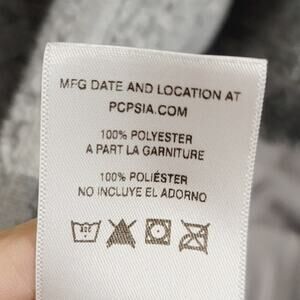 MFG DATE AND LOCATION AT
PCPSIA.COM
100% POLYESTER
A PART LA GARNITURE
100% POLIÉSTER
NO INCLUYE EL ADORNO